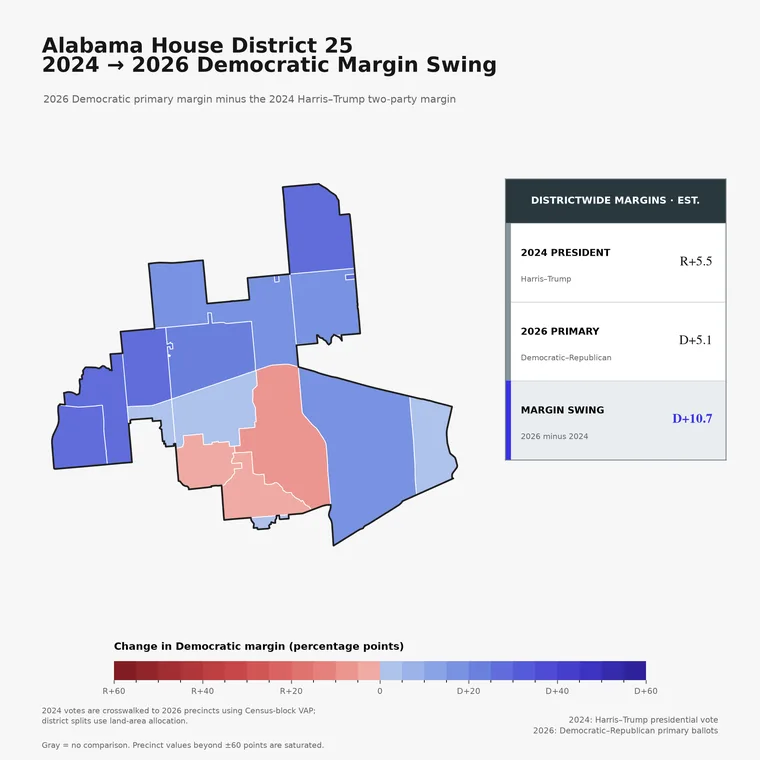 Alabama House District 25
2024 → 2026 Democratic Margin Swing
2026 Democratic primary margin minus the 2024 Harris–Trump two-party margin
DISTRICTWIDE MARGINS · EST.
2024 PRESIDENT
R+5.5
Harris–Trump
2026 PRIMARY
D+5.1
Democratic–Republican
MARGIN SWING
D+10.7
2026 minus 2024
Change in Democratic margin (percentage points)
R+60 R+40 R+20 0 D+20 D+40 D+60
2024 votes are crosswalked to 2026 precincts using Census-block VAP;
district splits use land-area allocation.
Gray = no comparison. Precinct values beyond ±60 points are saturated.
2024: Harris–Trump presidential vote
2026: Democratic–Republican primary ballots